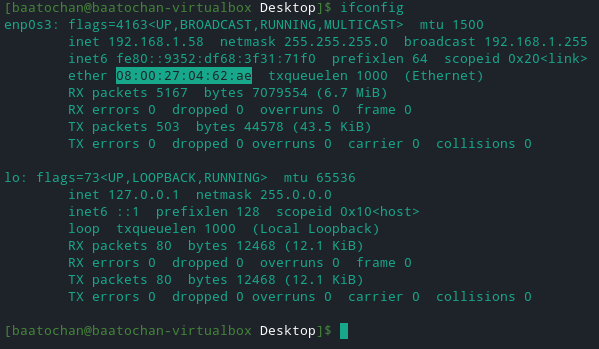 [baatochan@baatochan-virtualbox Desktop]$ ifconfig
enp0s3: flags=4163<UP,BROADCAST,RUNNING,MULTICAST>  mtu 1500
        inet 192.168.1.58  netmask 255.255.255.0  broadcast 192.168.1.255
        inet6 fe80::9352:df68:3f31:71f0  prefixlen 64  scopeid 0x20<link>
        ether 08:00:27:04:62:ae  txqueuelen 1000  (Ethernet)
        RX packets 5167  bytes 7079554 (6.7 MiB)
        RX errors 0  dropped 0  overruns 0  frame 0
        TX packets 503  bytes 44578 (43.5 KiB)
        TX errors 0  dropped 0 overruns 0  carrier 0  collisions 0

lo: flags=73<UP,LOOPBACK,RUNNING>  mtu 65536
        inet 127.0.0.1  netmask 255.0.0.0
        inet6 ::1  prefixlen 128  scopeid 0x10<host>
        loop  txqueuelen 1000  (Local Loopback)
        RX packets 80  bytes 12468 (12.1 KiB)
        RX errors 0  dropped 0  overruns 0  frame 0
        TX packets 80  bytes 12468 (12.1 KiB)
        TX errors 0  dropped 0 overruns 0  carrier 0  collisions 0

[baatochan@baatochan-virtualbox Desktop]$